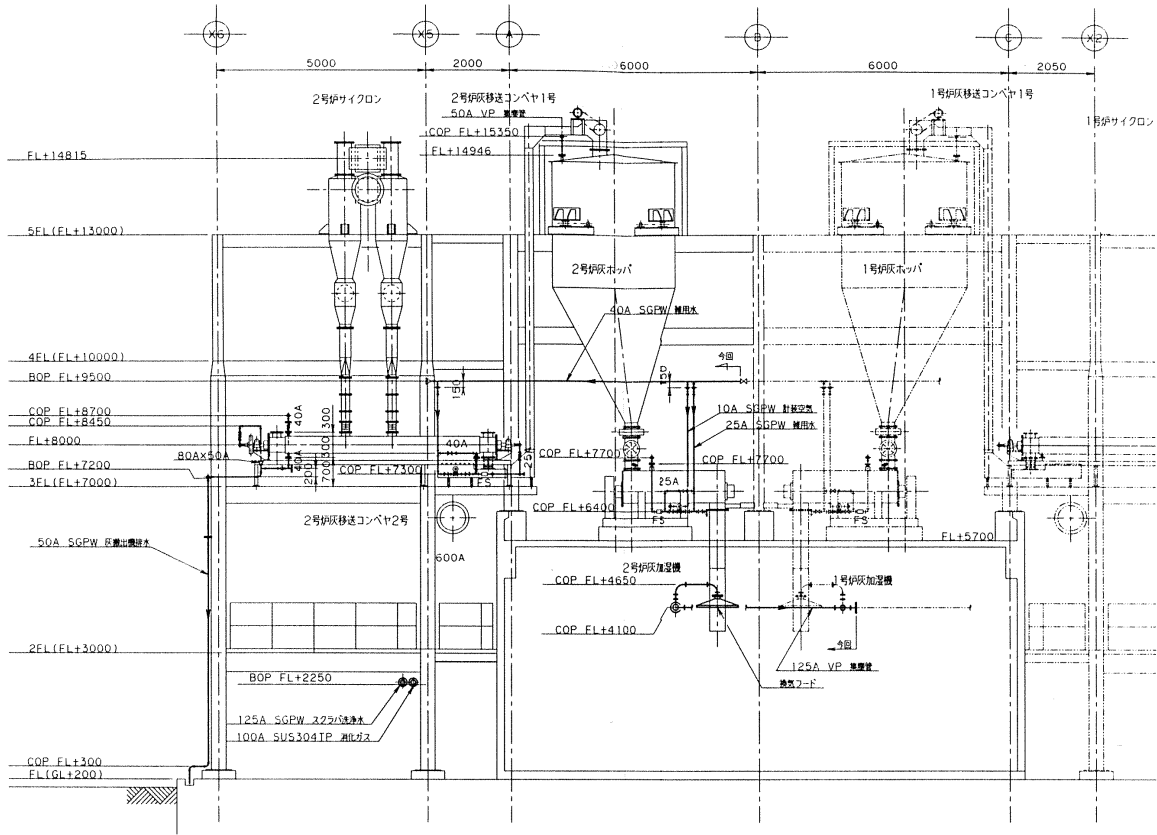 X6
X5
A
B
C
X2
5000
2000
6000
6000
2050
2号炉サイクロン
2号炉灰移送コンベヤ1号
50A VP 集塵管
COP FL+15350
FL+14946
1号炉灰移送コンベヤ1号
1号炉サイクロン
FL+14815
5FL(FL+13000)
2号炉灰ホッパ
1号炉灰ホッパ
40A SGPW 雑用水
4FL(FL+10000)
BOP FL+9500
今回
150
150
COP FL+8700
COP FL+8450
FL+8000
80AX50A
BOP FL+7200
3FL(FL+7000)
40A
40A
200
300
300
700
40A
COP FL+7300
25A
FS
10A SGPW 計装空気
25A SGPW 雑用水
COP FL+7700
COP FL+7700
25A
COP FL+6400
FS
FS
FL+5700
2号炉灰移送コンベヤ2号
50A SGPW 灰搬出機排水
600A
2号炉灰加湿機
1号炉灰加湿機
COP FL+4650
COP FL+4100
今回
125A VP 集塵管
換気フード
2FL(FL+3000)
BOP FL+2250
125A SGPW スクラバ洗浄水
100A SUS304TP 消化ガス
COP FL+300
FL(GL+200)